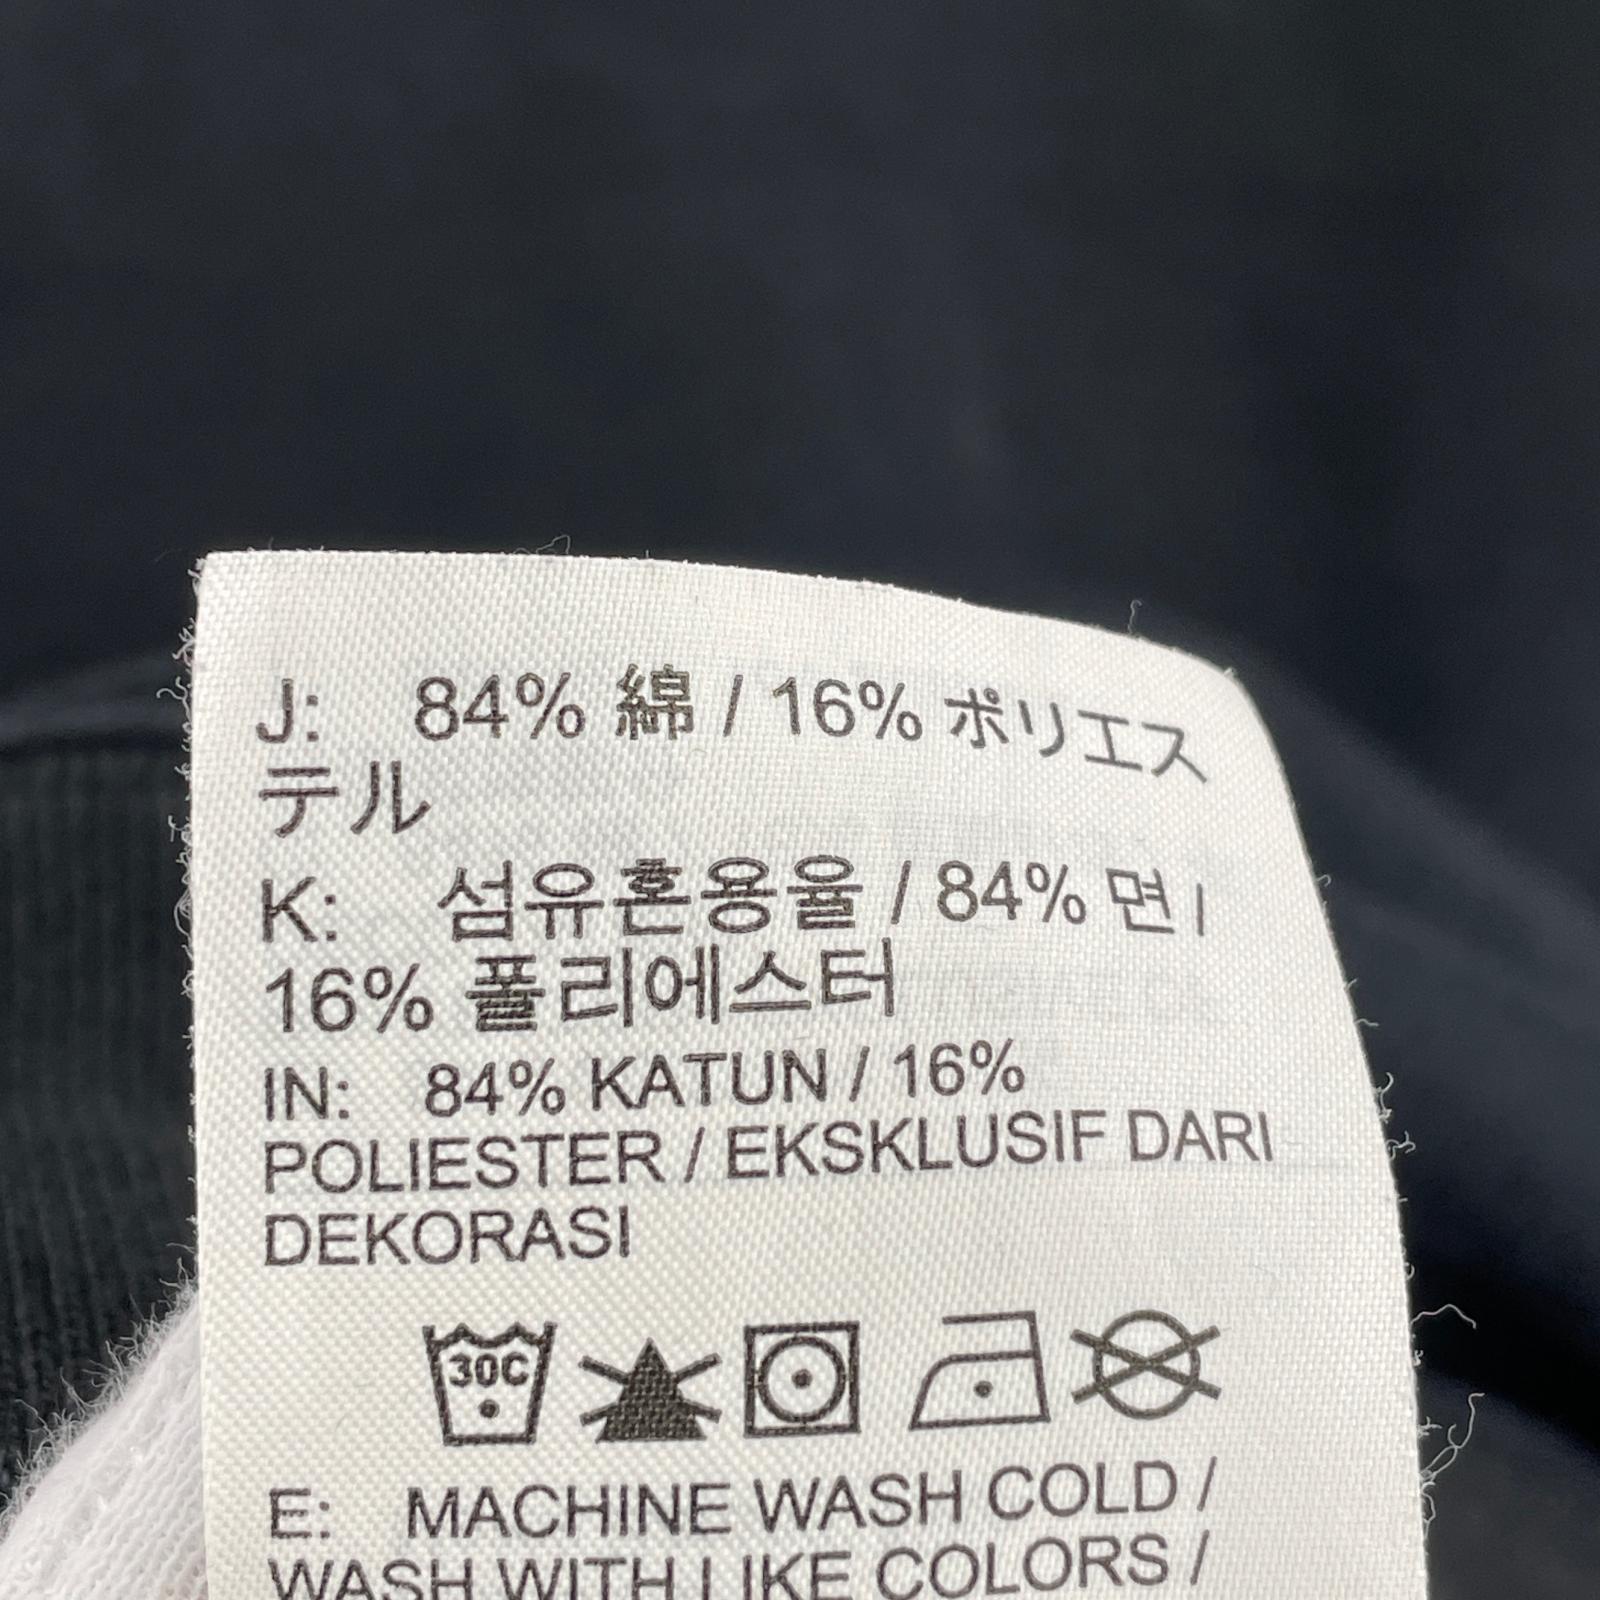 J: 84% 綿 / 16% ポリエス
テル
K: 섬유혼용율 / 84% 면 /
16% 폴리에스터
IN: 84% KATUN / 16%
POLIESTER / EKSKLUSIF DARI
DEKORASI
30C
E: MACHINE WASH COLD /
WASH WITH LIKE COLORS /